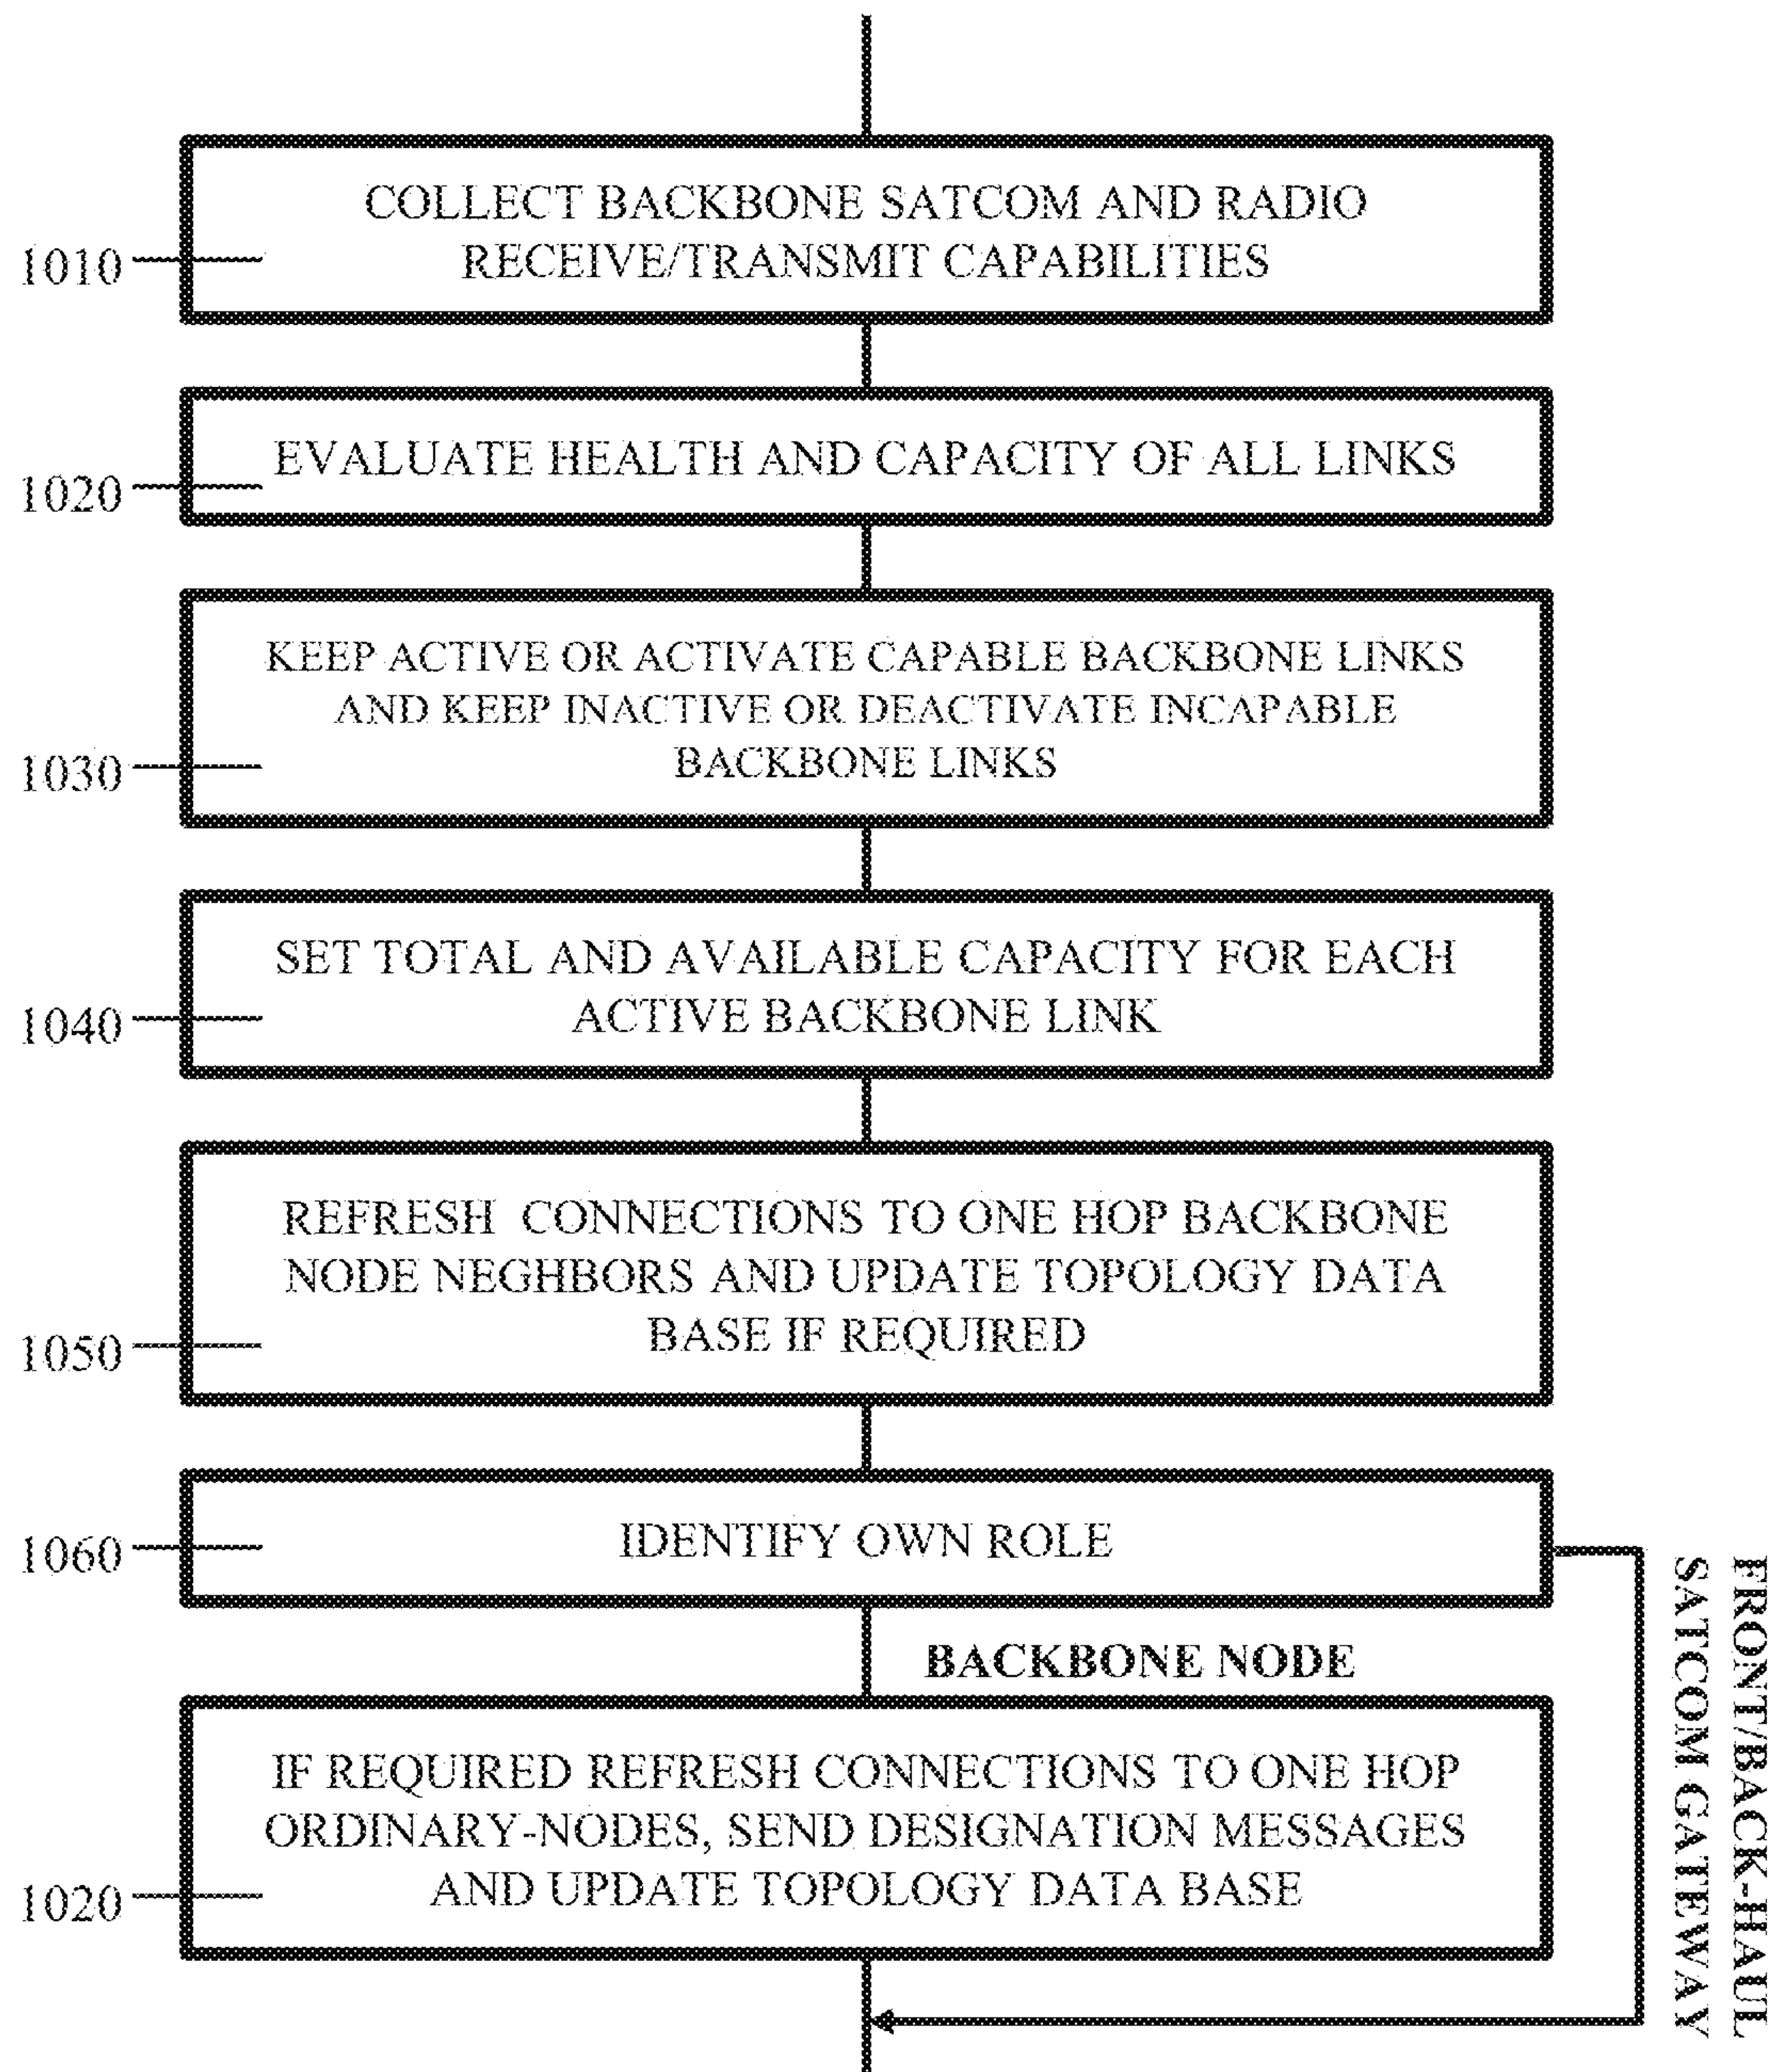 COLLECT BACKBONE SATCOM AND RADIO
RECEIVE/TRANSMIT CAPABILITIES
1010
EVALUATE HEALTH AND CAPACITY OF ALL LINKS
1020
KEEP ACTIVE OR ACTIVATE CAPABLE BACKBONE LINKS
AND KEEP INACTIVE OR DEACTIVATE INCAPABLE
BACKBONE LINKS
1030
SET TOTAL AND AVAILABLE CAPACITY FOR EACH
ACTIVE BACKBONE LINK
1040
REFRESH CONNECTIONS TO ONE HOP BACKBONE
NODE NEGHBORS AND UPDATE TOPOLOGY DATA
BASE IF REQUIRED
1050
IDENTIFY OWN ROLE
1060
BACKBONE NODE
FRONT/BACK-HAUL
SATCOM GATEWAY
IF REQUIRED REFRESH CONNECTIONS TO ONE HOP
ORDINARY-NODES, SEND DESIGNATION MESSAGES
AND UPDATE TOPOLOGY DATA BASE
1020